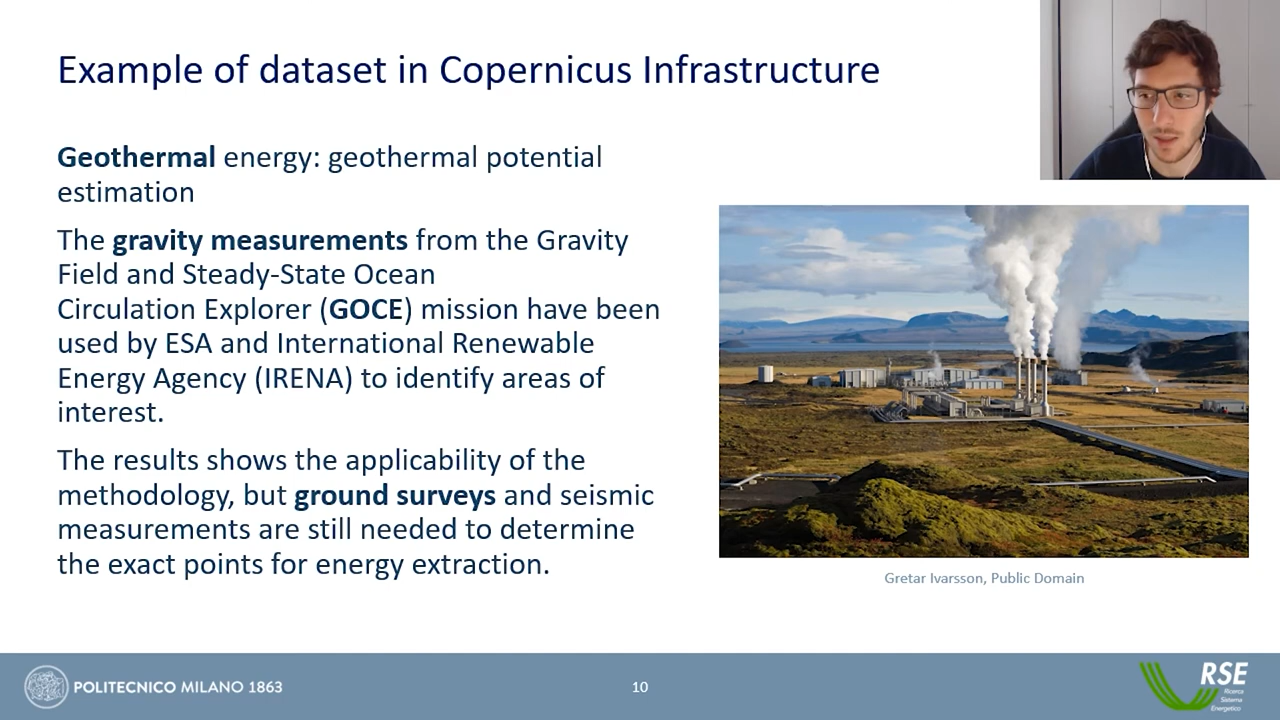 Example of dataset in Copernicus Infrastructure
Geothermal energy: geothermal potential
estimation
The gravity measurements from the Gravity
Field and Steady-State Ocean
Circulation Explorer (GOCE) mission have been
used by ESA and International Renewable
Energy Agency (IRENA) to identify areas of
interest.
The results shows the applicability of the
methodology, but ground surveys and seismic
measurements are still needed to determine
the exact points for energy extraction.
Gretar Ivarsson, Public Domain
POLITECNICO MILANO 1863
10
RSE
Ricerca
Sistema
Energetico